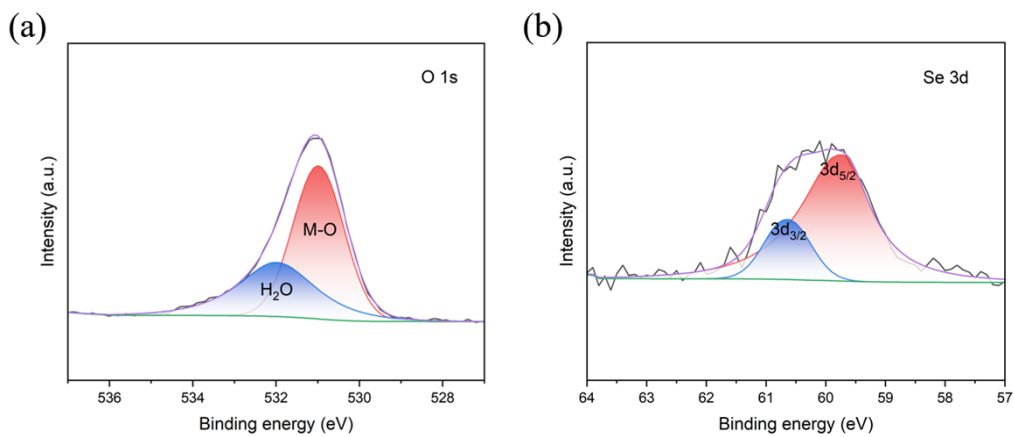 (a)
O 1s
M-O
H₂O
Intensity (a.u.)
536 534 532 530 528
Binding energy (eV)
(b)
Se 3d
3d₅/₂
3d₃/₂
Intensity (a.u.)
64 63 62 61 60 59 58 57
Binding energy (eV)